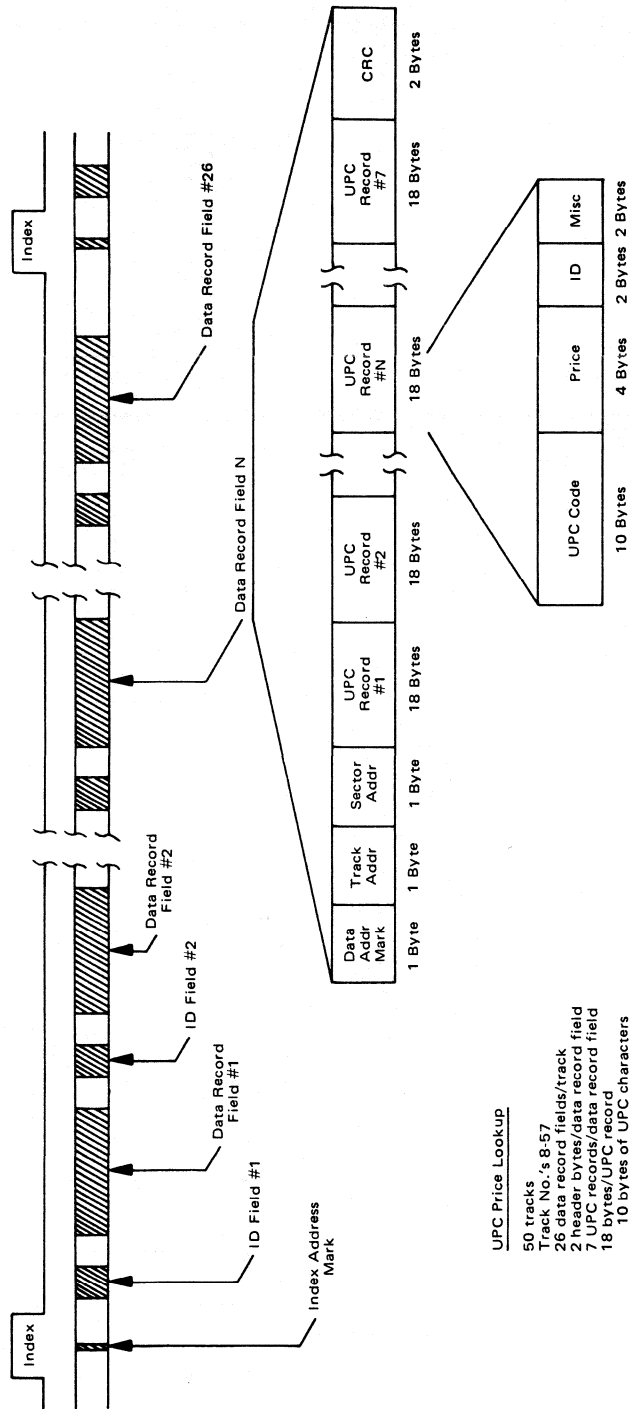 Index
Index
Index Address
Mark
ID Field #1
Data Record
Field #1
ID Field #2
Data Record
Field #2
Data Record Field N
Data Record Field #26
Data
Addr
Mark
Track
Addr
Sector
Addr
UPC
Record
#1
UPC
Record
#2
UPC
Record
#N
UPC
Record
#7
CRC
1 Byte
1 Byte
1 Byte
18 Bytes
18 Bytes
18 Bytes
18 Bytes
2 Bytes
UPC Code
Price
ID
Misc
10 Bytes
4 Bytes
2 Bytes
2 Bytes
UPC Price Lookup
50 tracks
Track No.'s 8-57
26 data record fields/track
2 header bytes/data record field
7 UPC records/data record field
18 bytes/UPC record
10 bytes of UPC characters